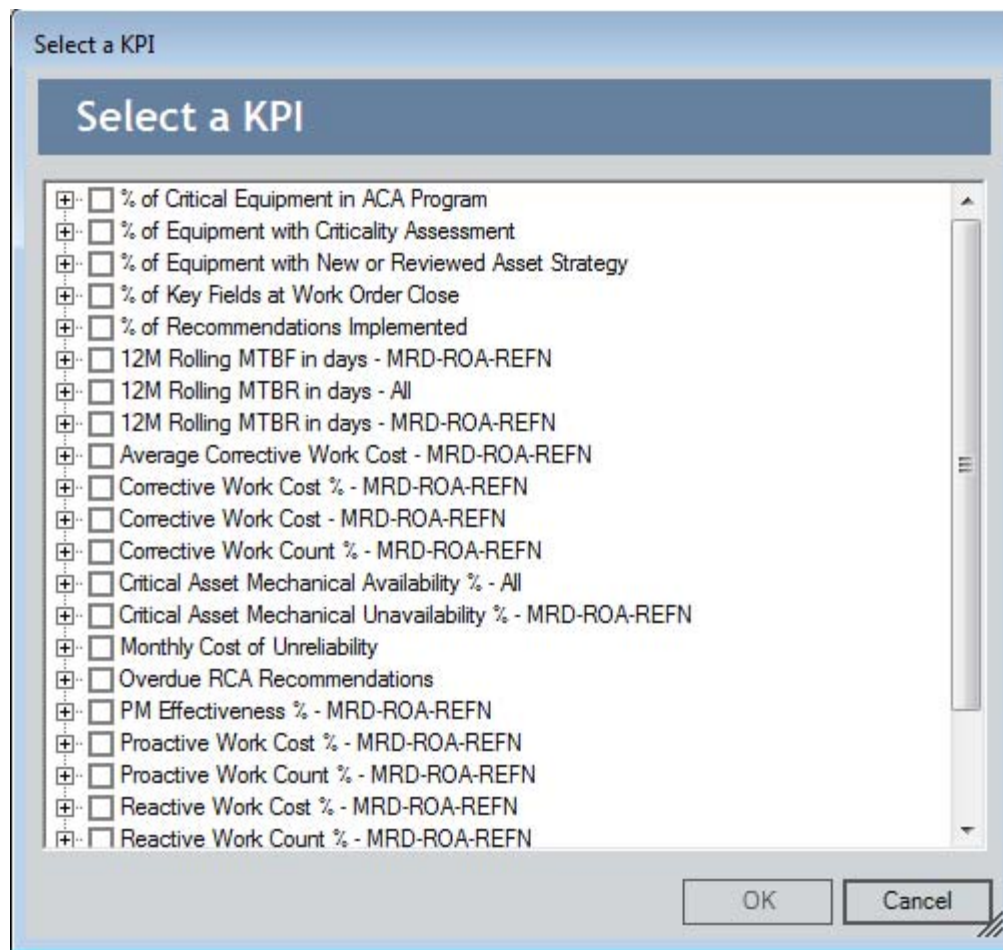 Select a KPI
Select a KPI
% of Critical Equipment in ACA Program
% of Equipment with Criticality Assessment
% of Equipment with New or Reviewed Asset Strategy
% of Key Fields at Work Order Close
% of Recommendations Implemented
12M Rolling MTBF in days - MRD-ROA-REFN
12M Rolling MTBR in days - All
12M Rolling MTBR in days - MRD-ROA-REFN
Average Corrective Work Cost - MRD-ROA-REFN
Corrective Work Cost % - MRD-ROA-REFN
Corrective Work Cost - MRD-ROA-REFN
Corrective Work Count % - MRD-ROA-REFN
Critical Asset Mechanical Availability % - All
Critical Asset Mechanical Unavailability % - MRD-ROA-REFN
Monthly Cost of Unreliability
Overdue RCA Recommendations
PM Effectiveness % - MRD-ROA-REFN
Proactive Work Cost % - MRD-ROA-REFN
Proactive Work Count % - MRD-ROA-REFN
Reactive Work Cost % - MRD-ROA-REFN
Reactive Work Count % - MRD-ROA-REFN
OK Cancel